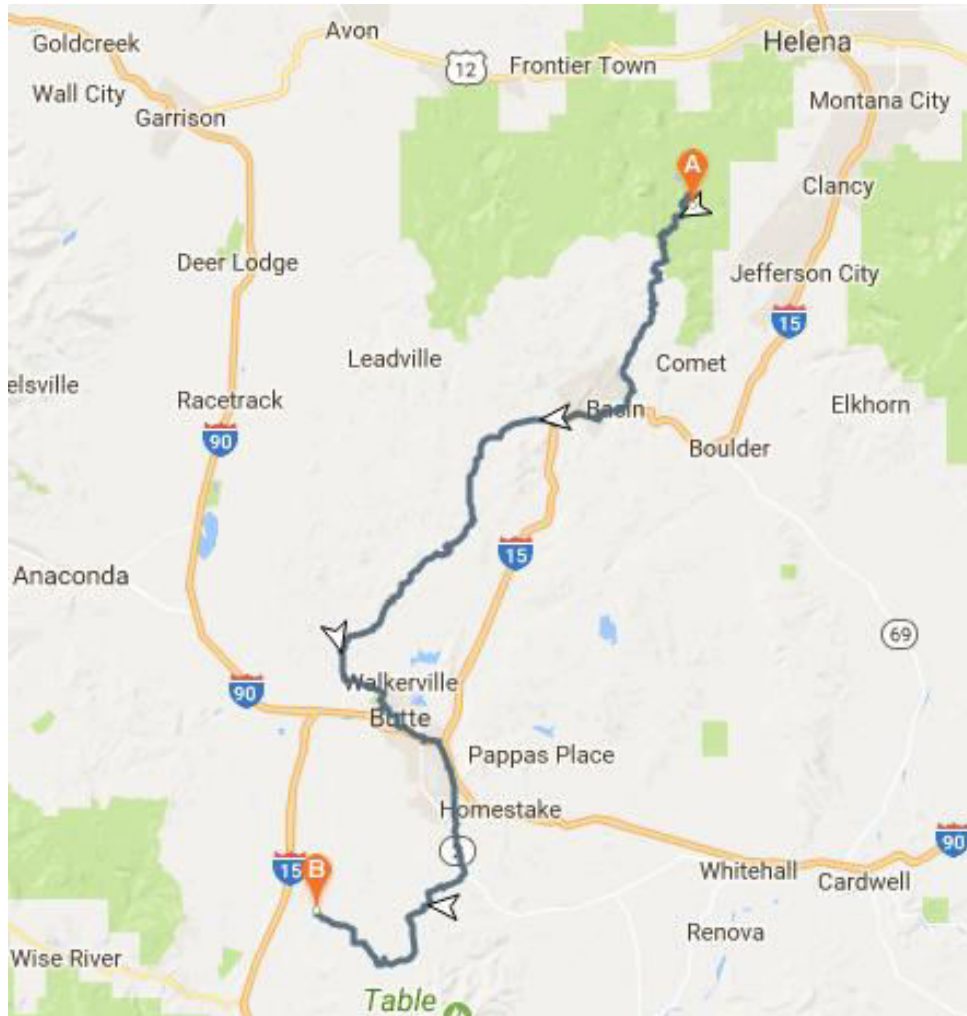 Goldcreek
Avon
Helena
12
Frontier Town
Wall City
Garrison
Montana City
A
Clancy
Deer Lodge
Jefferson City
15
Leadville
Comet
elsville
Racetrack
Basin
Elkhorn
90
Boulder
15
Anaconda
69
Walkerville
90
Butte
Pappas Place
Homestake
90
15
B
Whitehall
Cardwell
Renova
Wise River
Table